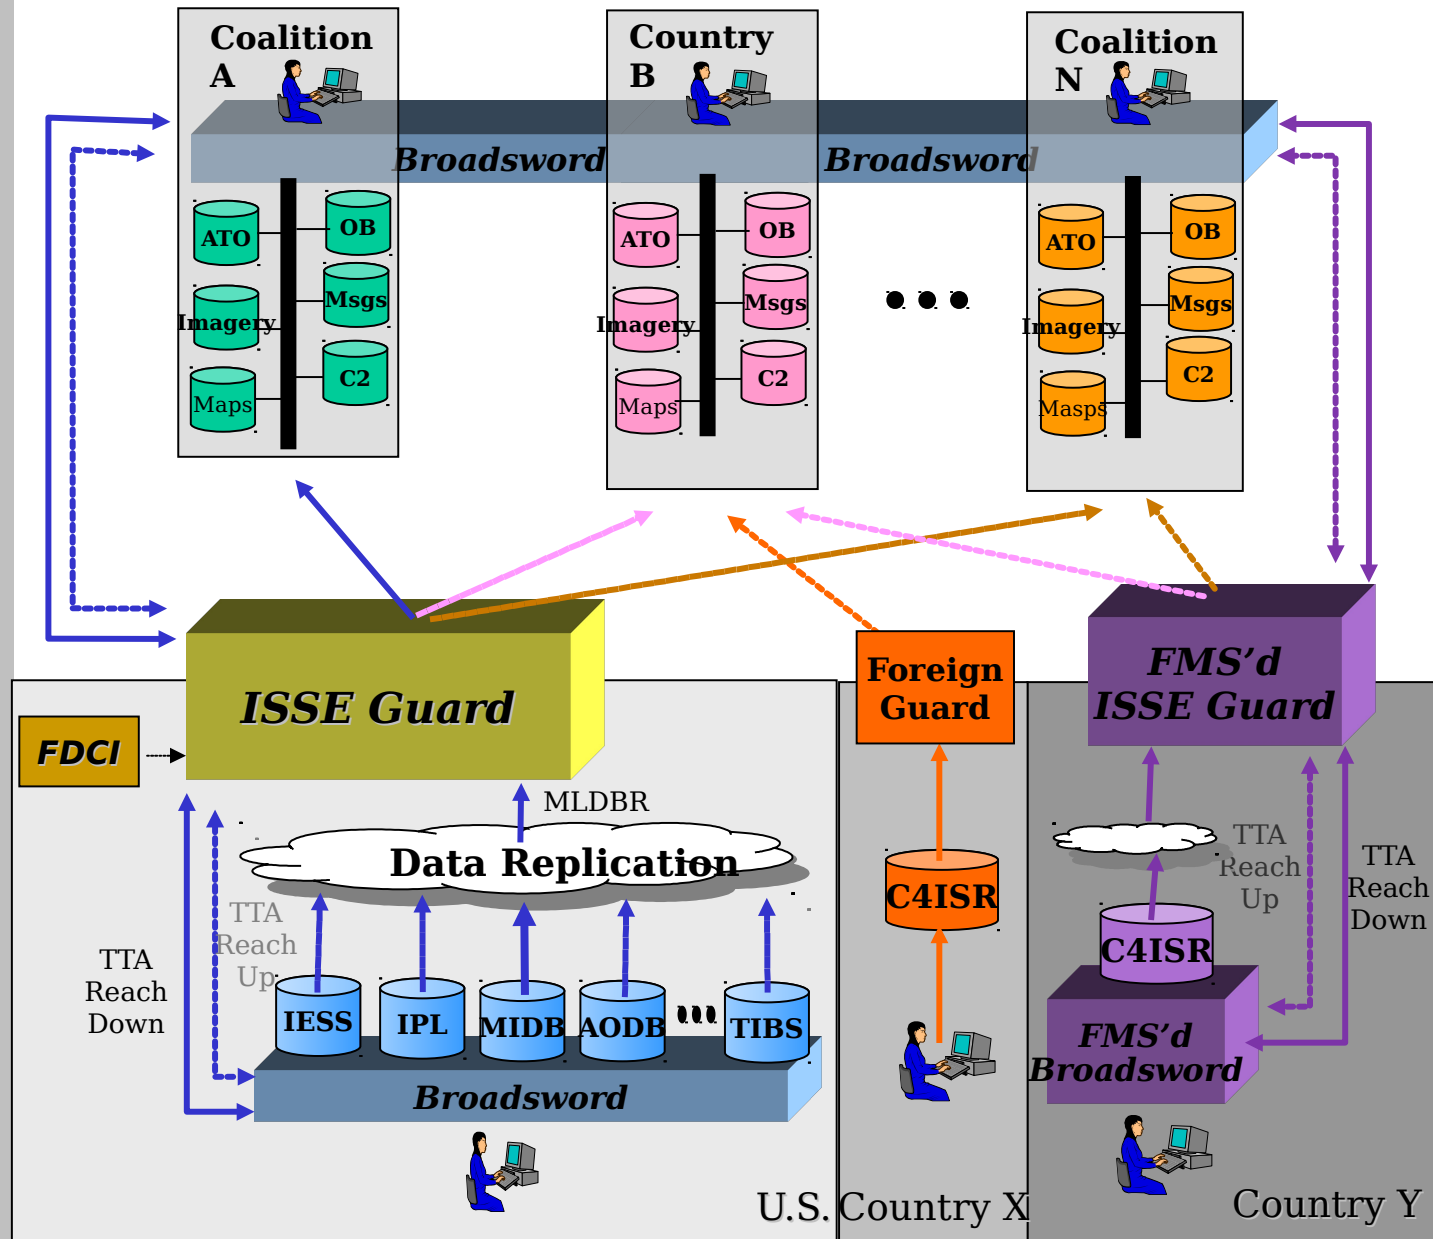 Coalition
A
Country
B
Coalition
N
Broadsword
Broadsword
ATO
OB
Imagery
Msgs
Maps
C2
ATO
OB
Imagery
Msgs
Maps
C2
ATO
OB
Imagery
Msgs
Masps
C2
ISSE Guard
FDCI
Foreign
Guard
FMS’d
ISSE Guard
MLDBR
Data Replication
TTA
Reach
Up
TTA
Reach
Down
IESS
IPL
MIDB
AODB
TIBS
Broadsword
U.S.
C4ISR
Country X
TTA
Reach
Up
TTA
Reach
Down
C4ISR
FMS’d
Broadsword
Country Y